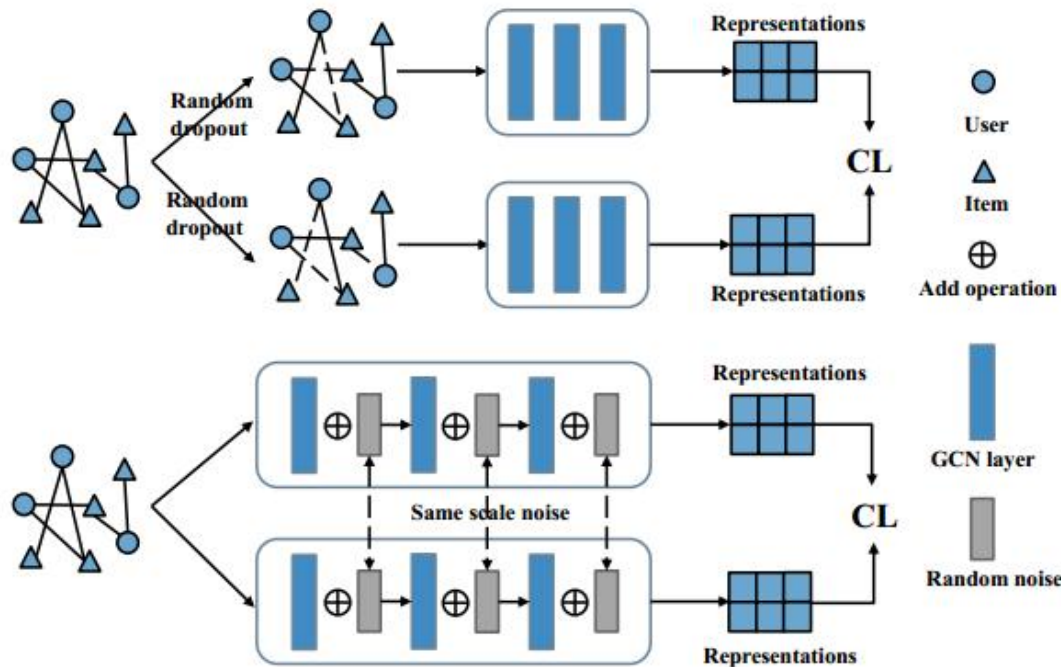 Representations
Random
dropout
User
CL
Random
dropout
Item
Representations
Add operation
Representations
GCN layer
Same scale noise
CL
Random noise
Representations